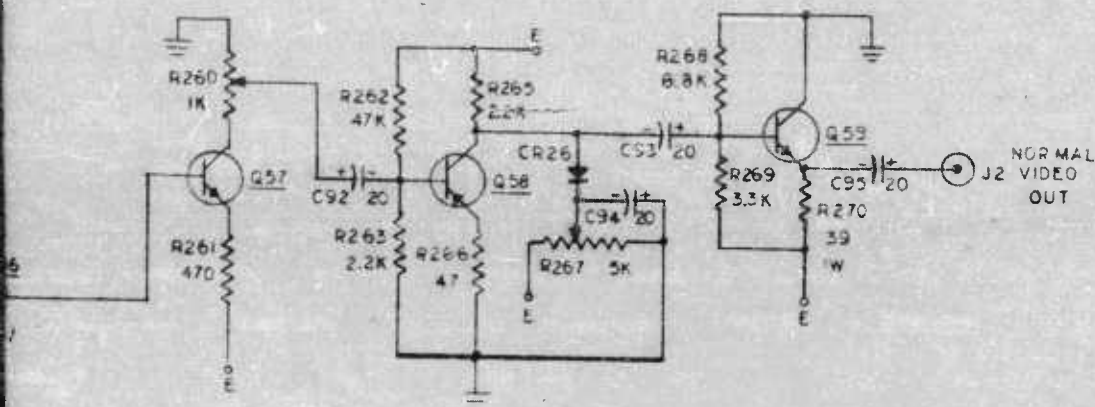 R260
1K
Q57
R261
470
E
R262
47K
C92
+
20
R263
2.2K
E
R265
2.2K
Q58
R266
47
CR26
C94
+
20
R267
5K
E
C93
- +
20
R268
6.8K
Q59
R269
3.3K
C95
- +
20
R270
39
1W
E
J2
NORMAL
VIDEO
OUT